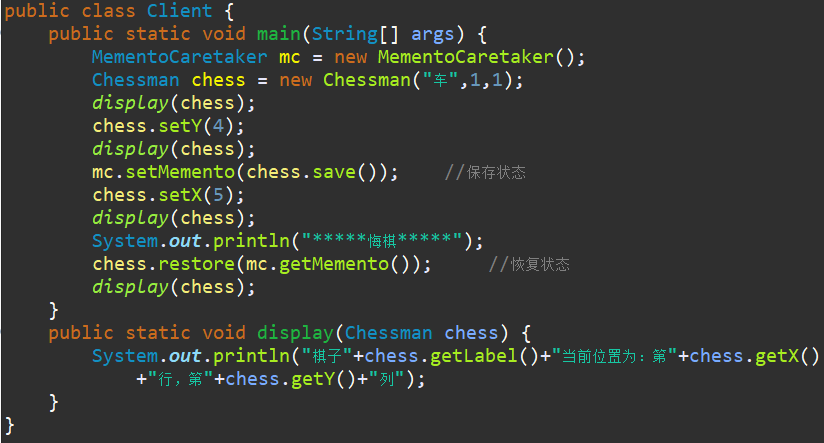 public class Client {
    public static void main(String[] args) {
        MementoCaretaker mc = new MementoCaretaker();
        Chessman chess = new Chessman("车",1,1);
        display(chess);
        chess.setY(4);
        display(chess);
        mc.setMemento(chess.save());    //保存状态
        chess.setX(5);
        display(chess);
        System.out.println("*****悔棋*****");
        chess.restore(mc.getMemento());     //恢复状态
        display(chess);
    }
    public static void display(Chessman chess) {
        System.out.println("棋子"+chess.getLabel()+"当前位置为：第"+chess.getX()
            +"行，第"+chess.getY()+"列");
    }
}